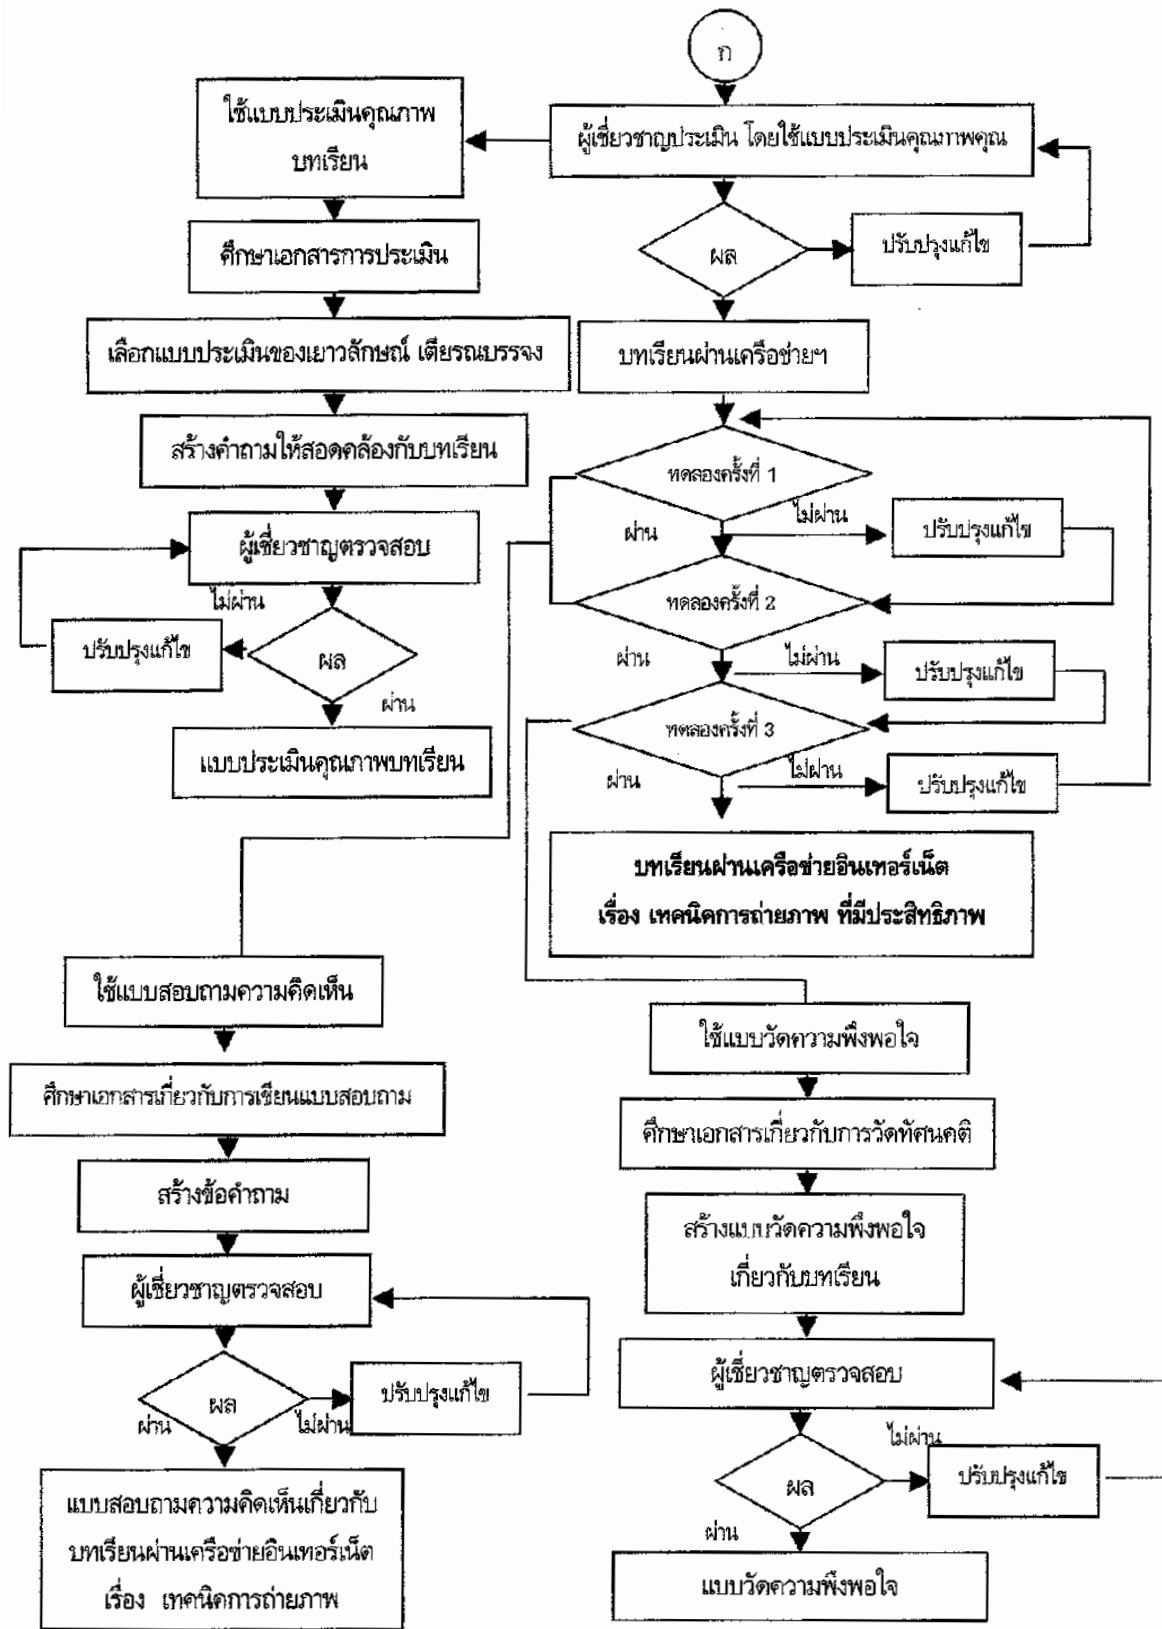 ก
ใช้แบบประเมินคุณภาพ
บทเรียน
ผู้เชี่ยวชาญประเมิน โดยใช้แบบประเมินคุณภาพคุณ
ศึกษาเอกสารการประเมิน
ผล
ปรับปรุงแก้ไข
เลือกแบบประเมินของเยาวลักษณ์ เตียรณบรรจง
บทเรียนผ่านเครือข่ายฯ
สร้างคำถามให้สอดคล้องกับบทเรียน
ทดลองครั้งที่ 1
ผ่าน
ไม่ผ่าน
ปรับปรุงแก้ไข
ผู้เชี่ยวชาญตรวจสอบ
ไม่ผ่าน
ปรับปรุงแก้ไข
ผล
ผ่าน
แบบประเมินคุณภาพบทเรียน
ทดลองครั้งที่ 2
ผ่าน
ไม่ผ่าน
ปรับปรุงแก้ไข
ทดลองครั้งที่ 3
ผ่าน
ไม่ผ่าน
ปรับปรุงแก้ไข
บทเรียนผ่านเครือข่ายอินเทอร์เน็ต
เรื่อง เทคนิคการถ่ายภาพ ที่มีประสิทธิภาพ
ใช้แบบสอบถามความคิดเห็น
ศึกษาเอกสารเกี่ยวกับการเขียนแบบสอบถาม
สร้างข้อคำถาม
ผู้เชี่ยวชาญตรวจสอบ
ผล
ผ่าน
ไม่ผ่าน
ปรับปรุงแก้ไข
แบบสอบถามความคิดเห็นเกี่ยวกับ
บทเรียนผ่านเครือข่ายอินเทอร์เน็ต
เรื่อง เทคนิคการถ่ายภาพ
ใช้แบบวัดความพึงพอใจ
ศึกษาเอกสารเกี่ยวกับการวัดทัศนคติ
สร้างแบบวัดความพึงพอใจ
เกี่ยวกับบทเรียน
ผู้เชี่ยวชาญตรวจสอบ
ไม่ผ่าน
ผล
ปรับปรุงแก้ไข
ผ่าน
แบบวัดความพึงพอใจ